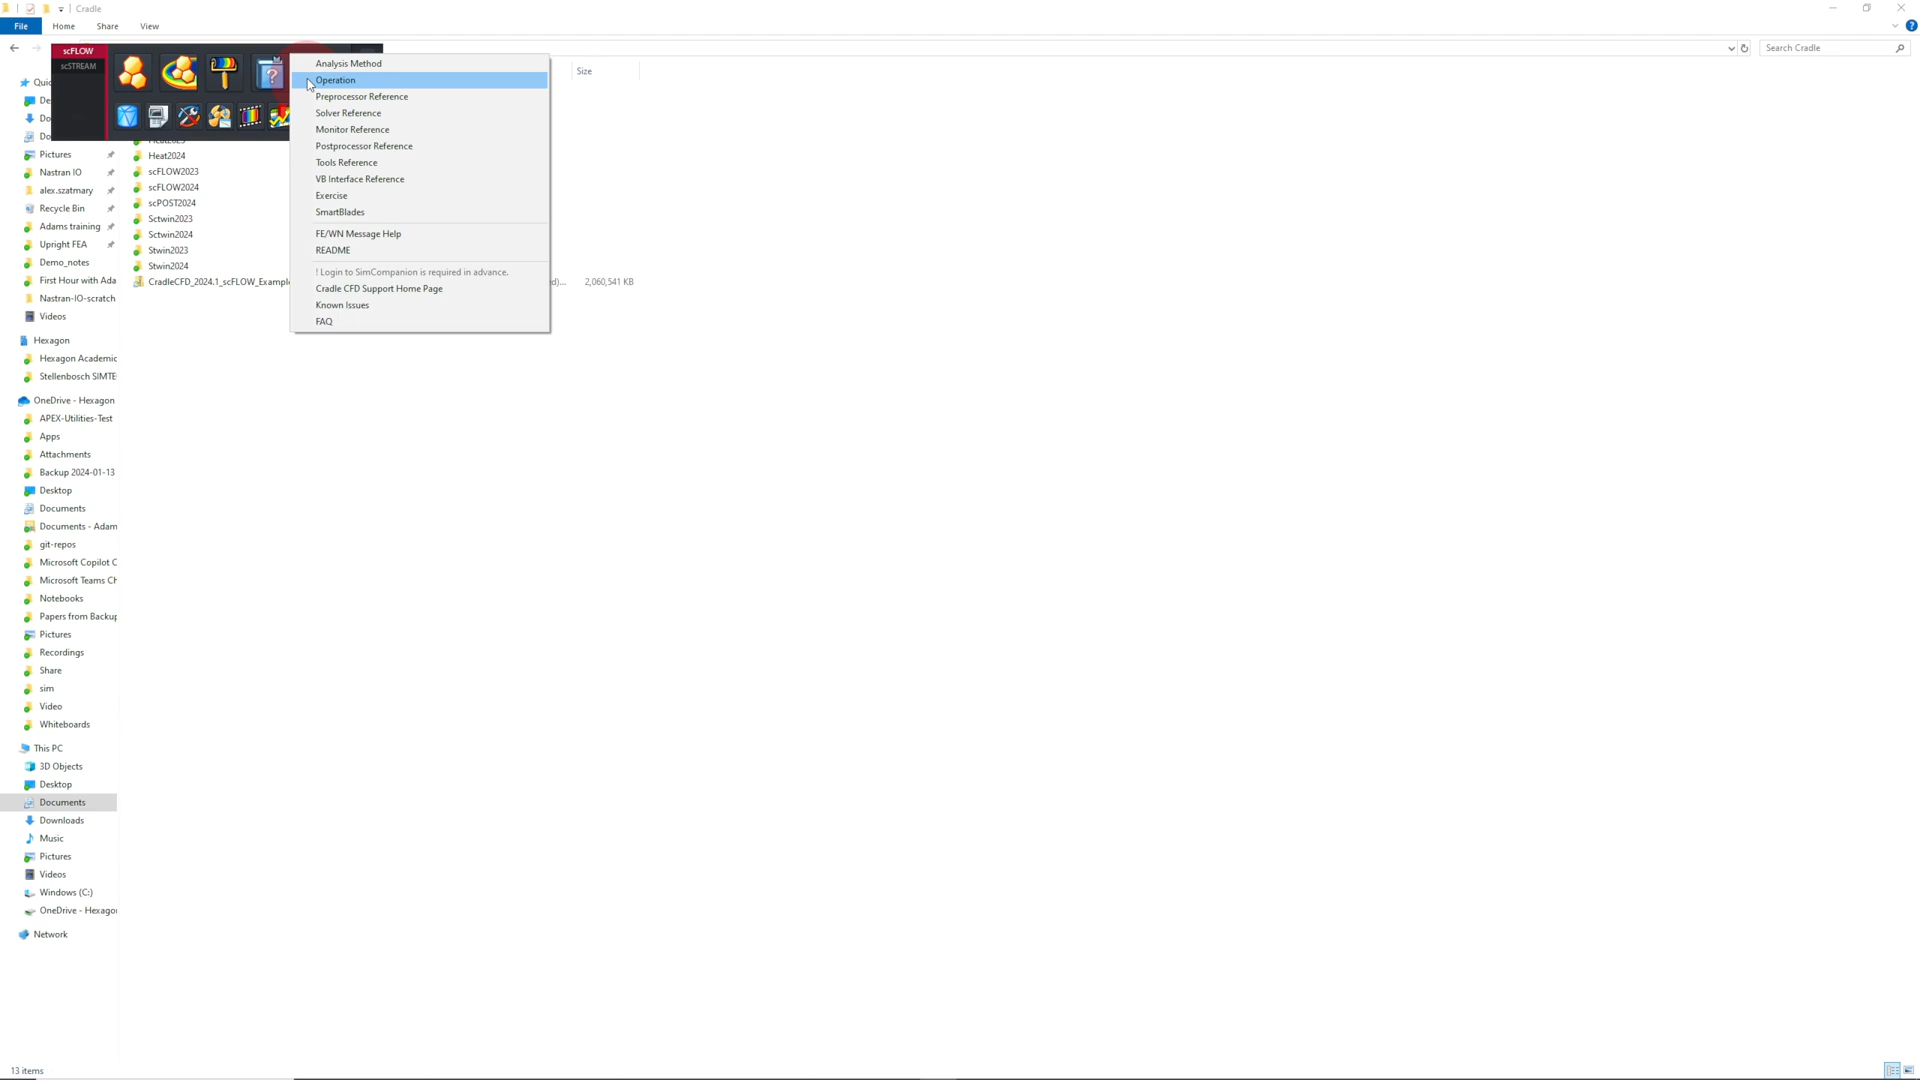 Cradle
File Home Share View
Search Cradle
scFLOW
scSTREAM
Size
Quic
De
Do
Do
Pictures
Nastran IO
alex.szatmary
Recycle Bin
Adams training
Upright FEA
Demo_notes
First Hour with Ada
Nastran-IO-scratch
Videos
Hexagon
Hexagon Academic
Stellenbosch SIMTE
OneDrive - Hexagon
APEX-Utilities-Test
Apps
Attachments
Backup 2024-01-13
Desktop
Documents
Documents - Adam
git-repos
Microsoft Copilot C
Microsoft Teams Ch
Notebooks
Papers from Backup
Pictures
Recordings
Share
sim
Video
Whiteboards
This PC
3D Objects
Desktop
Documents
Downloads
Music
Pictures
Videos
Windows (C:)
OneDrive - Hexagon
Network
Heat2024
scFLOW2023
scFLOW2024
scPOST2024
Sctwin2023
Sctwin2024
Stwin2023
Stwin2024
CradleCFD_2024.1_scFLOW_Example
d)... 2,060,541 KB
Analysis Method
Operation
Preprocessor Reference
Solver Reference
Monitor Reference
Postprocessor Reference
Tools Reference
VB Interface Reference
Exercise
SmartBlades
FE/WN Message Help
README
! Login to SimCompanion is required in advance.
Cradle CFD Support Home Page
Known Issues
FAQ
13 items